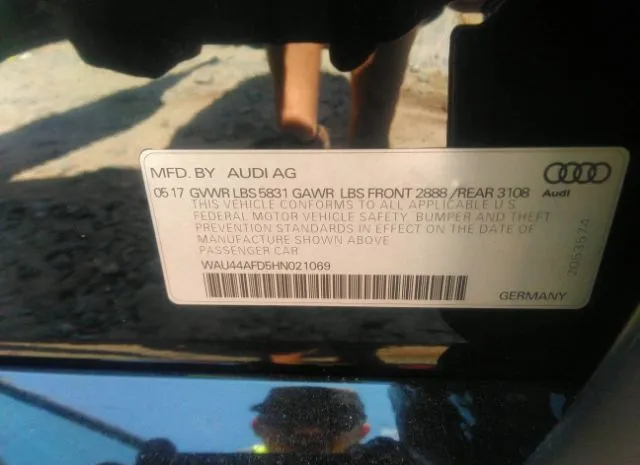 MFD. BY AUDI AG
05 17 GVWR LBS 5831 GAWR LBS FRONT 2888 /REAR 3108
THIS VEHICLE CONFORMS TO ALL APPLICABLE U S
FEDERAL MOTOR VEHICLE SAFETY, BUMPER AND THEFT
PREVENTION STANDARDS IN EFFECT ON THE DATE OF
MANUFACTURE SHOWN ABOVE
PASSENGER CAR
WAU44AFD5HN021069
Audi
2053574
GERMANY